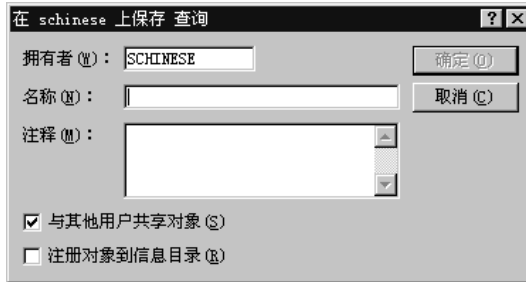 在 schinese 上保存 查询
拥有者(W)： SCHINESE
确定(O)
名称(N)：
取消(C)
注释(M)：
与其他用户共享对象(S)
注册对象到信息目录(R)